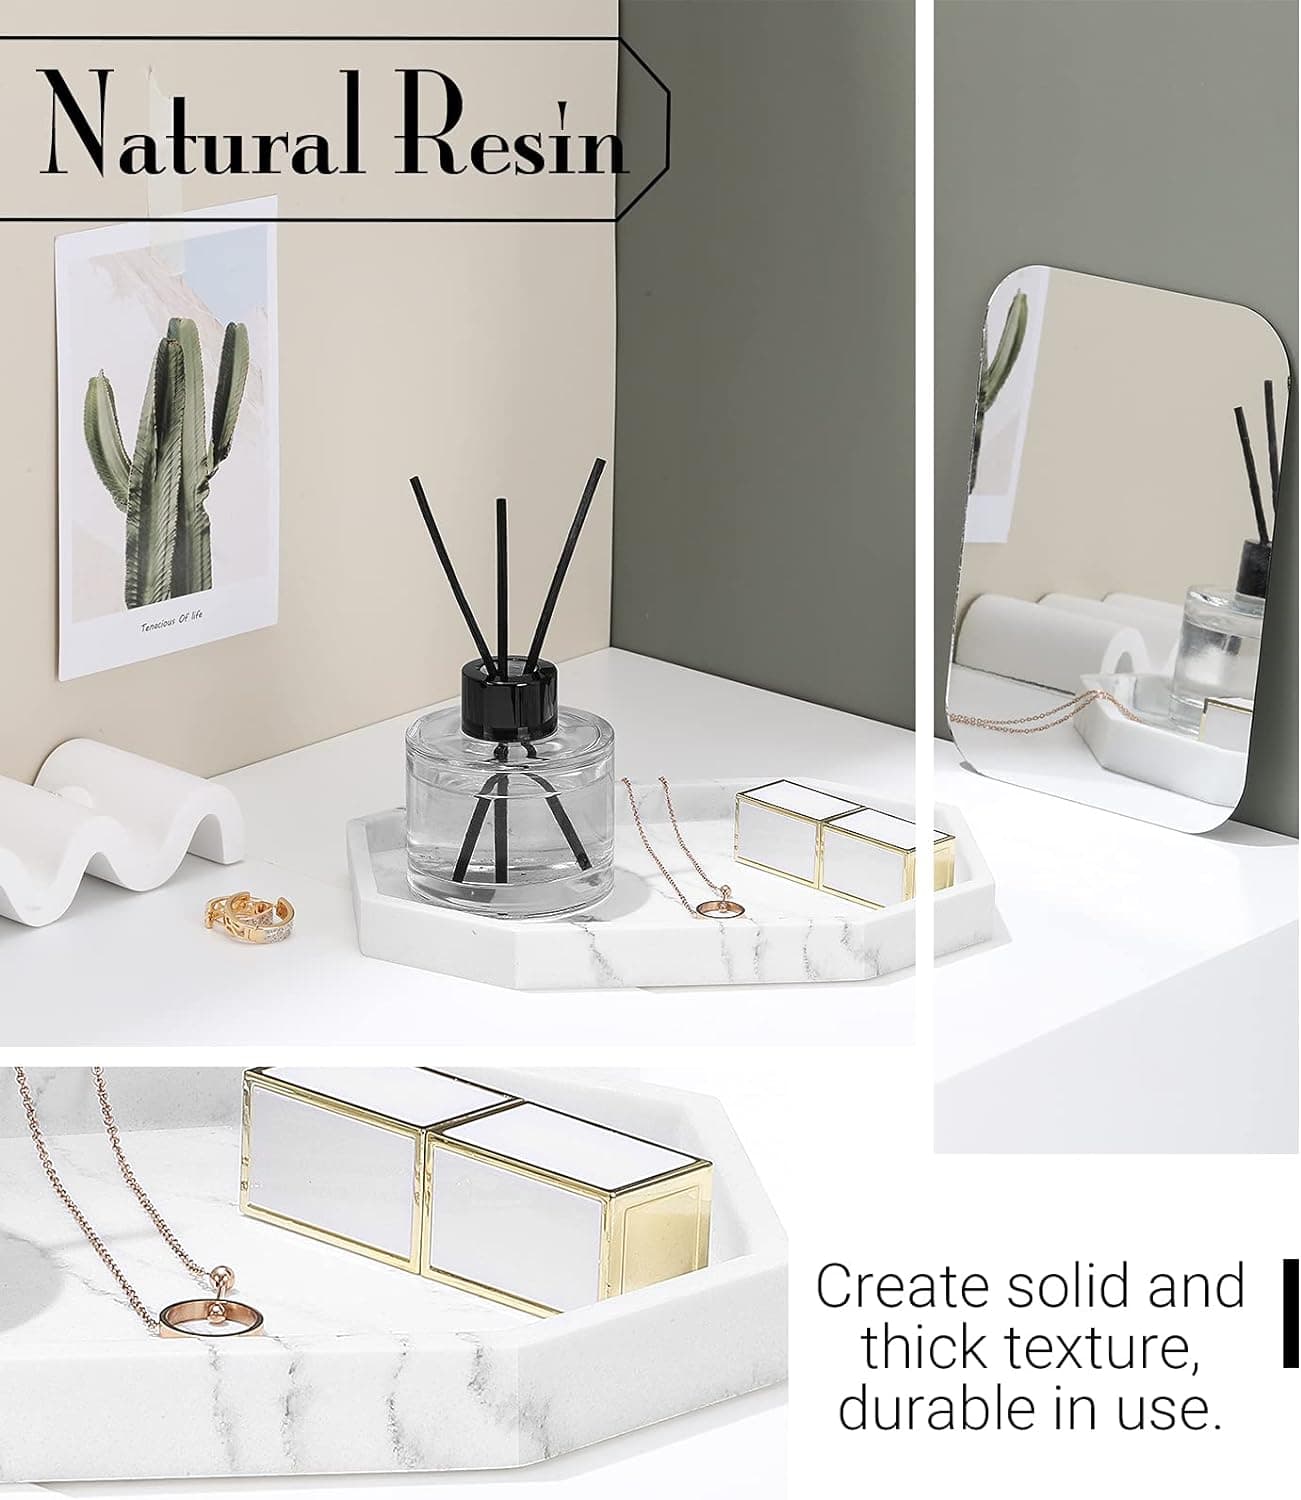 Natural Resin
Tenacious Of life
Create solid and
thick texture,
durable in use.